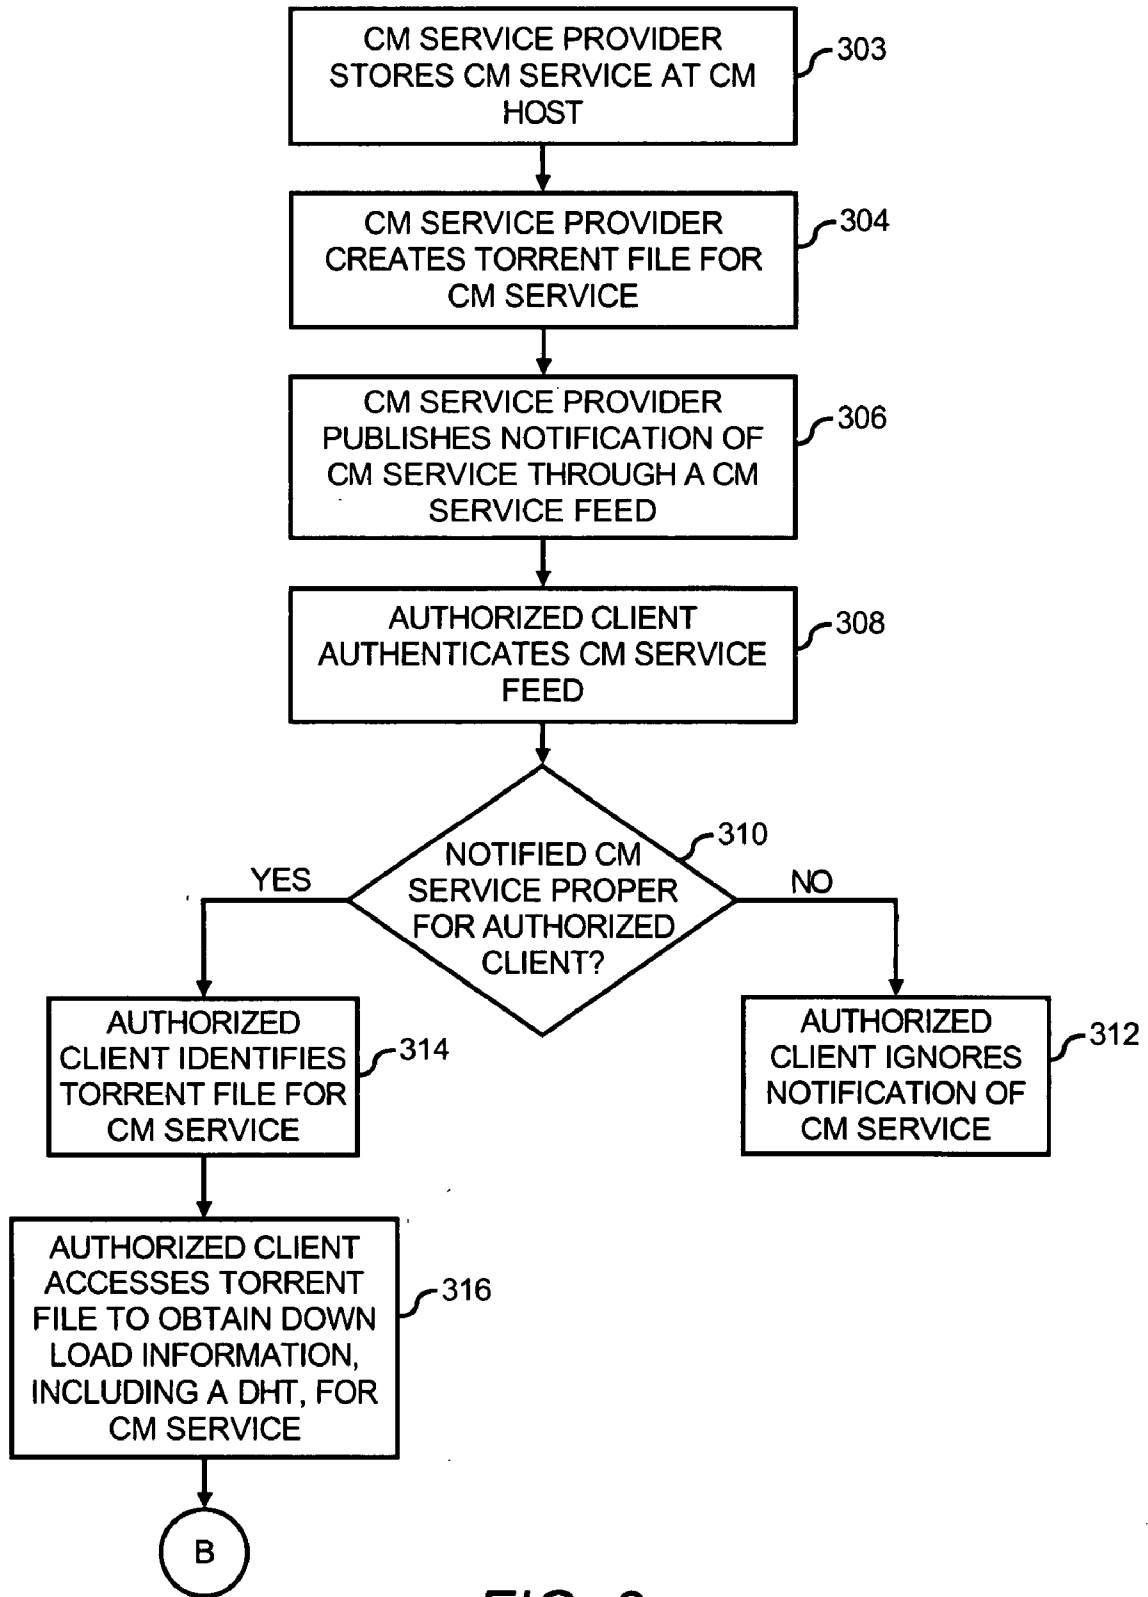 CM SERVICE PROVIDER
STORES CM SERVICE AT CM
HOST
303
CM SERVICE PROVIDER
CREATES TORRENT FILE FOR
CM SERVICE
304
CM SERVICE PROVIDER
PUBLISHES NOTIFICATION OF
CM SERVICE THROUGH A CM
SERVICE FEED
306
AUTHORIZED CLIENT
AUTHENTICATES CM SERVICE
FEED
308
NOTIFIED CM
SERVICE PROPER
FOR AUTHORIZED
CLIENT?
310
YES
NO
AUTHORIZED
CLIENT IDENTIFIES
TORRENT FILE FOR
CM SERVICE
314
AUTHORIZED
CLIENT IGNORES
NOTIFICATION OF
CM SERVICE
312
AUTHORIZED CLIENT
ACCESSES TORRENT
FILE TO OBTAIN DOWN
LOAD INFORMATION,
INCLUDING A DHT, FOR
CM SERVICE
316
B